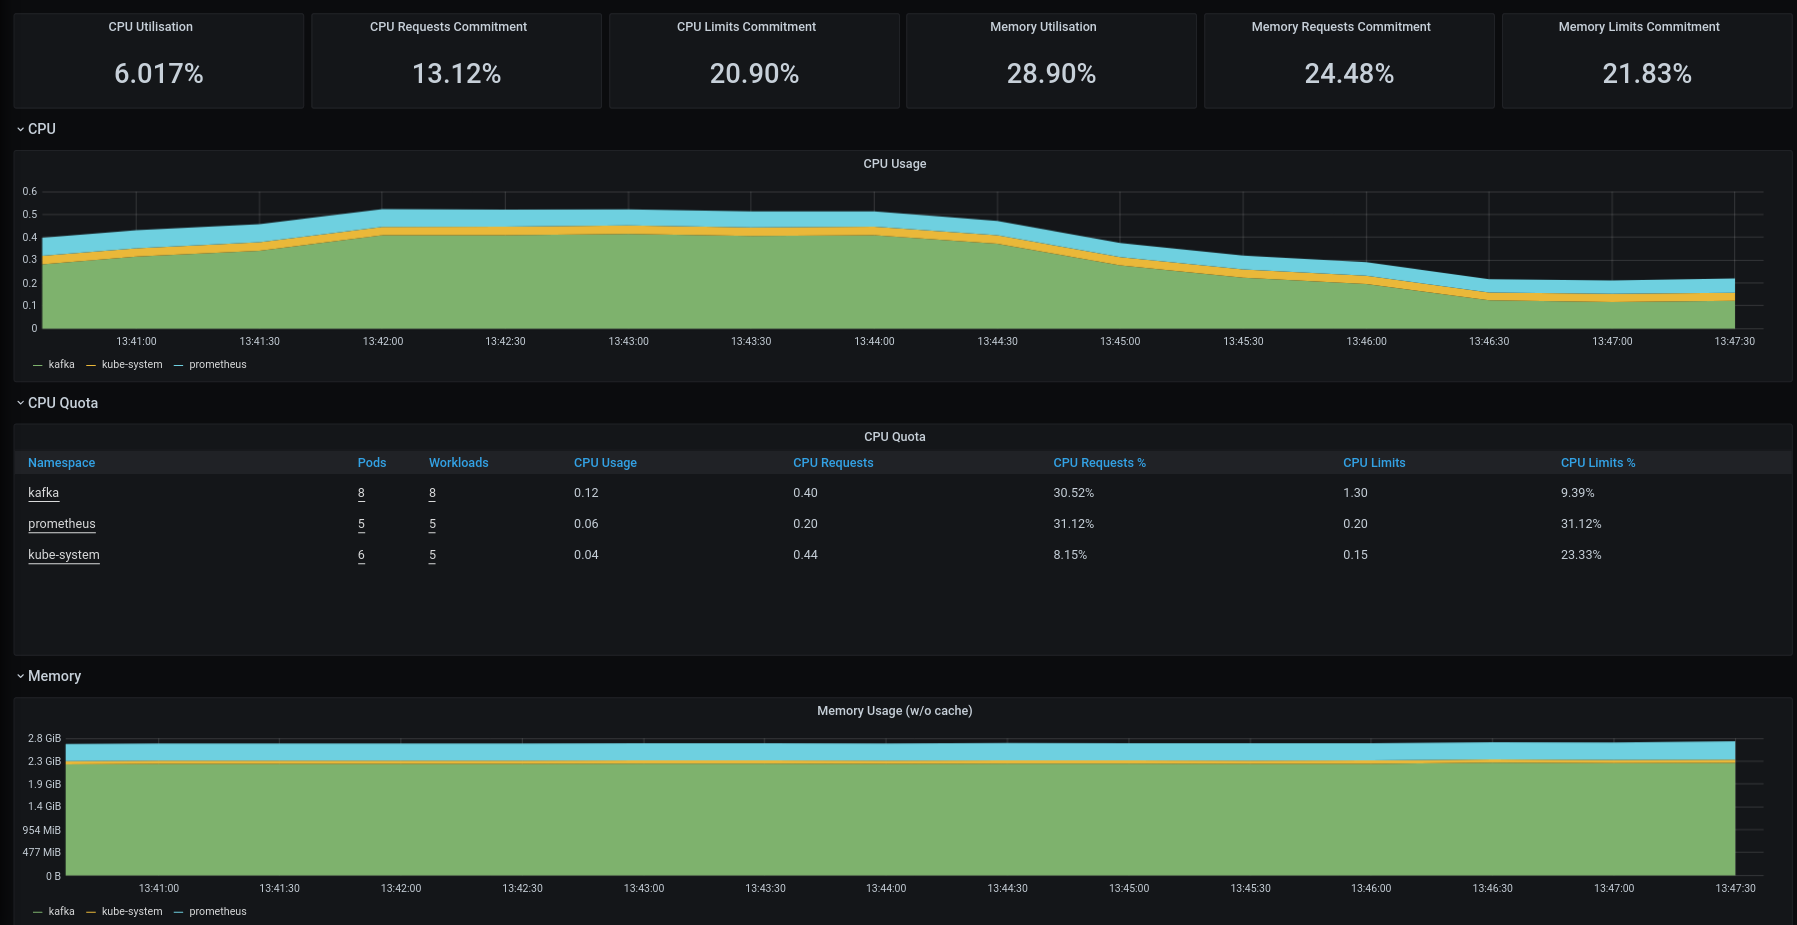 CPU Utilisation CPU Requests Commitment CPU Limits Commitment Memory Utilisation Memory Requests Commitment Memory Limits Commitment
6.017% 13.12% 20.90% 28.90% 24.48% 21.83%
CPU
CPU Usage
0.6
0.5
0.4
0.3
0.2
0.1
0
13:41:00 13:41:30 13:42:00 13:42:30 13:43:00 13:43:30 13:44:00 13:44:30 13:45:00 13:45:30 13:46:00 13:46:30 13:47:00 13:47:30
kafka kube-system prometheus
CPU Quota
CPU Quota
Namespace Pods Workloads CPU Usage CPU Requests CPU Requests % CPU Limits CPU Limits %
kafka 8 8 0.12 0.40 30.52% 1.30 9.39%
prometheus 5 5 0.06 0.20 31.12% 0.20 31.12%
kube-system 6 5 0.04 0.44 8.15% 0.15 23.33%
Memory
Memory Usage (w/o cache)
2.8 GiB
2.3 GiB
1.9 GiB
1.4 GiB
954 MiB
477 MiB
0 B
13:41:00 13:41:30 13:42:00 13:42:30 13:43:00 13:43:30 13:44:00 13:44:30 13:45:00 13:45:30 13:46:00 13:46:30 13:47:00 13:47:30
kafka kube-system prometheus